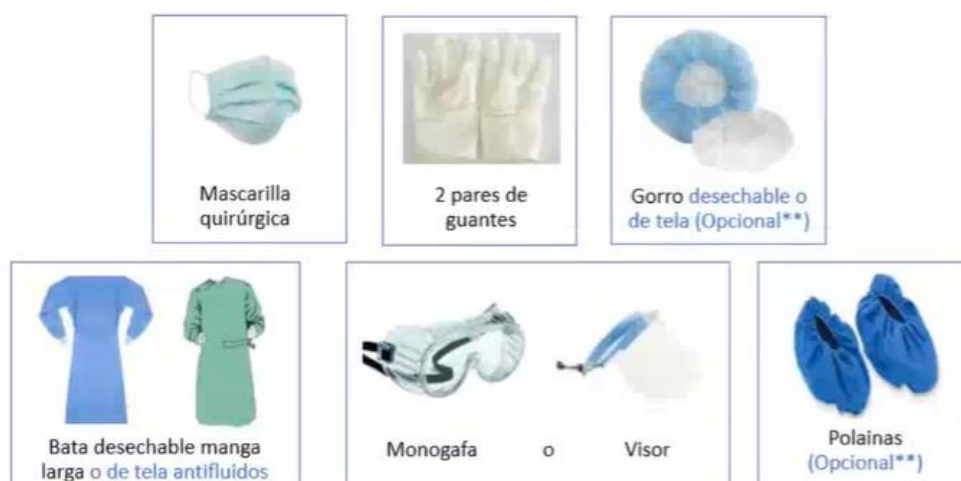 Mascarilla
quirúrgica
2 pares de
guantes
Gorro desechable o
de tela (Opcional**)
Bata desechable manga
larga o de tela antifluidos
Monogafa o Visor
Polainas
(Opcional**)